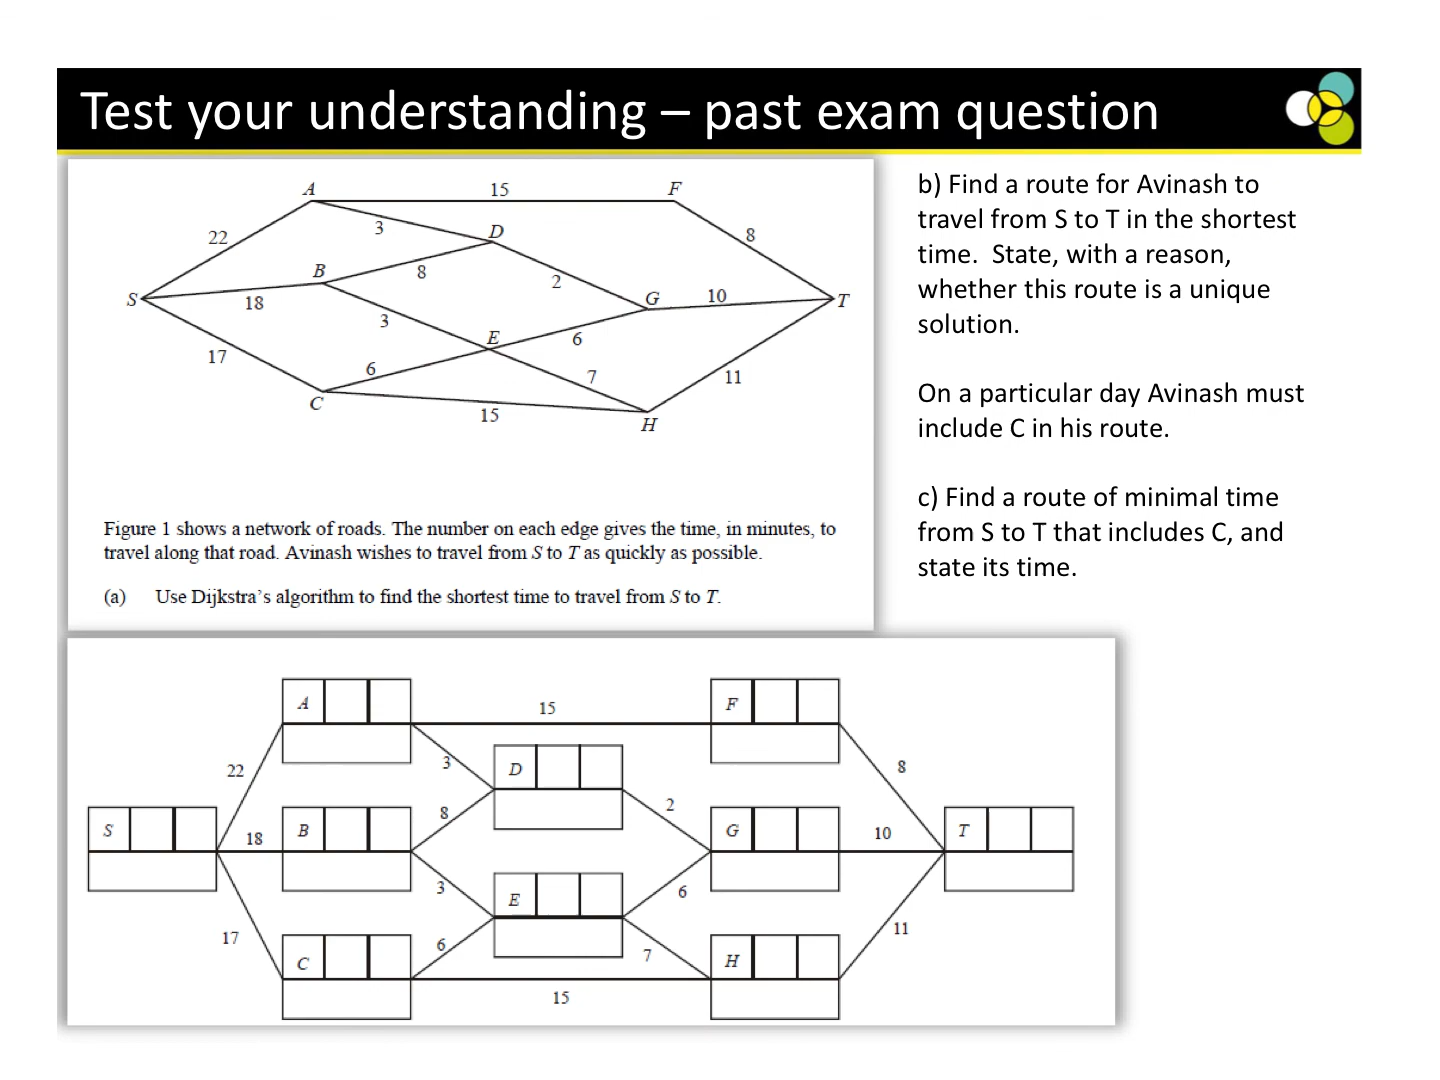 Test your understanding – past exam question
A
15
F
22
3
D
8
B
8
2
S
18
G
10
T
3
E
6
17
6
7
11
C
15
H
Figure 1 shows a network of roads. The number on each edge gives the time, in minutes, to
travel along that road. Avinash wishes to travel from S to T as quickly as possible.
(a) Use Dijkstra's algorithm to find the shortest time to travel from S to T.
b) Find a route for Avinash to
travel from S to T in the shortest
time. State, with a reason,
whether this route is a unique
solution.
On a particular day Avinash must
include C in his route.
c) Find a route of minimal time
from S to T that includes C, and
state its time.
A
15
F
22
3
D
8
S
18
B
8
2
G
10
T
3
E
6
17
C
6
7
H
11
15